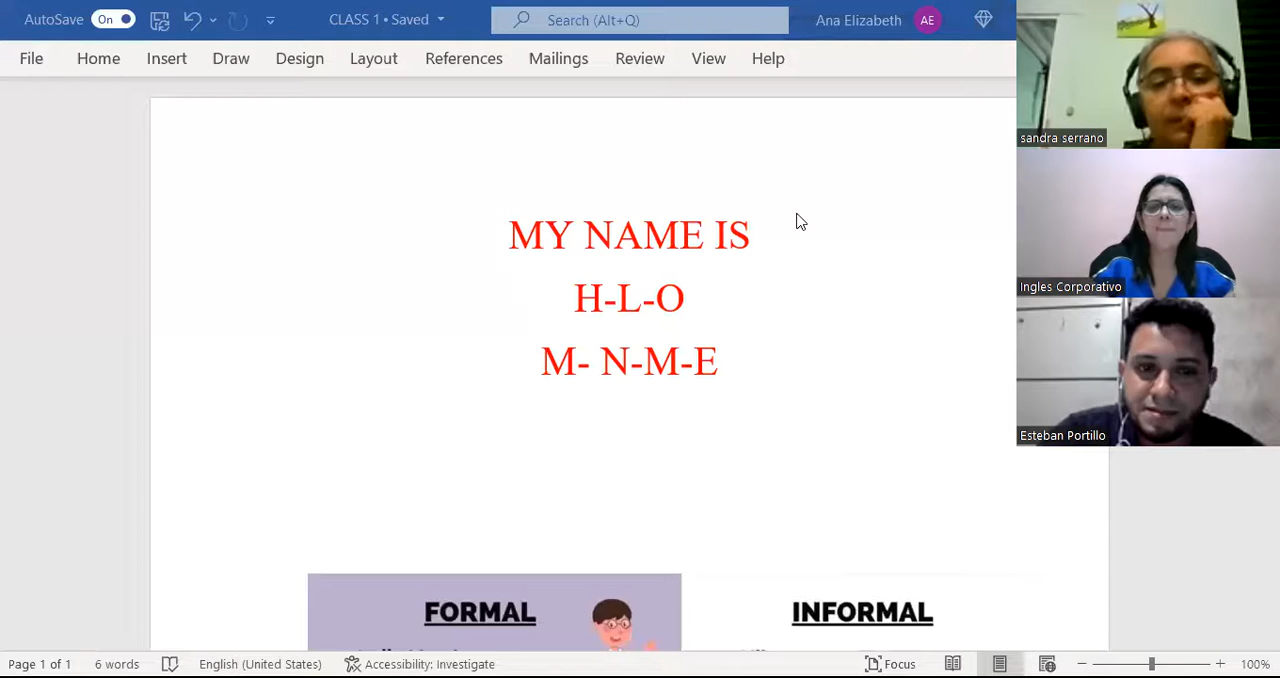 AutoSave On CLASS 1 • Saved Search (Alt+Q) Ana Elizabeth AE
File Home Insert Draw Design Layout References Mailings Review View Help
sandra serrano
Ingles Corporativo
Esteban Portillo
MY NAME IS
H-L-O
M- N-M-E
FORMAL
INFORMAL
Page 1 of 1 6 words English (United States) Accessibility: Investigate Focus 100%